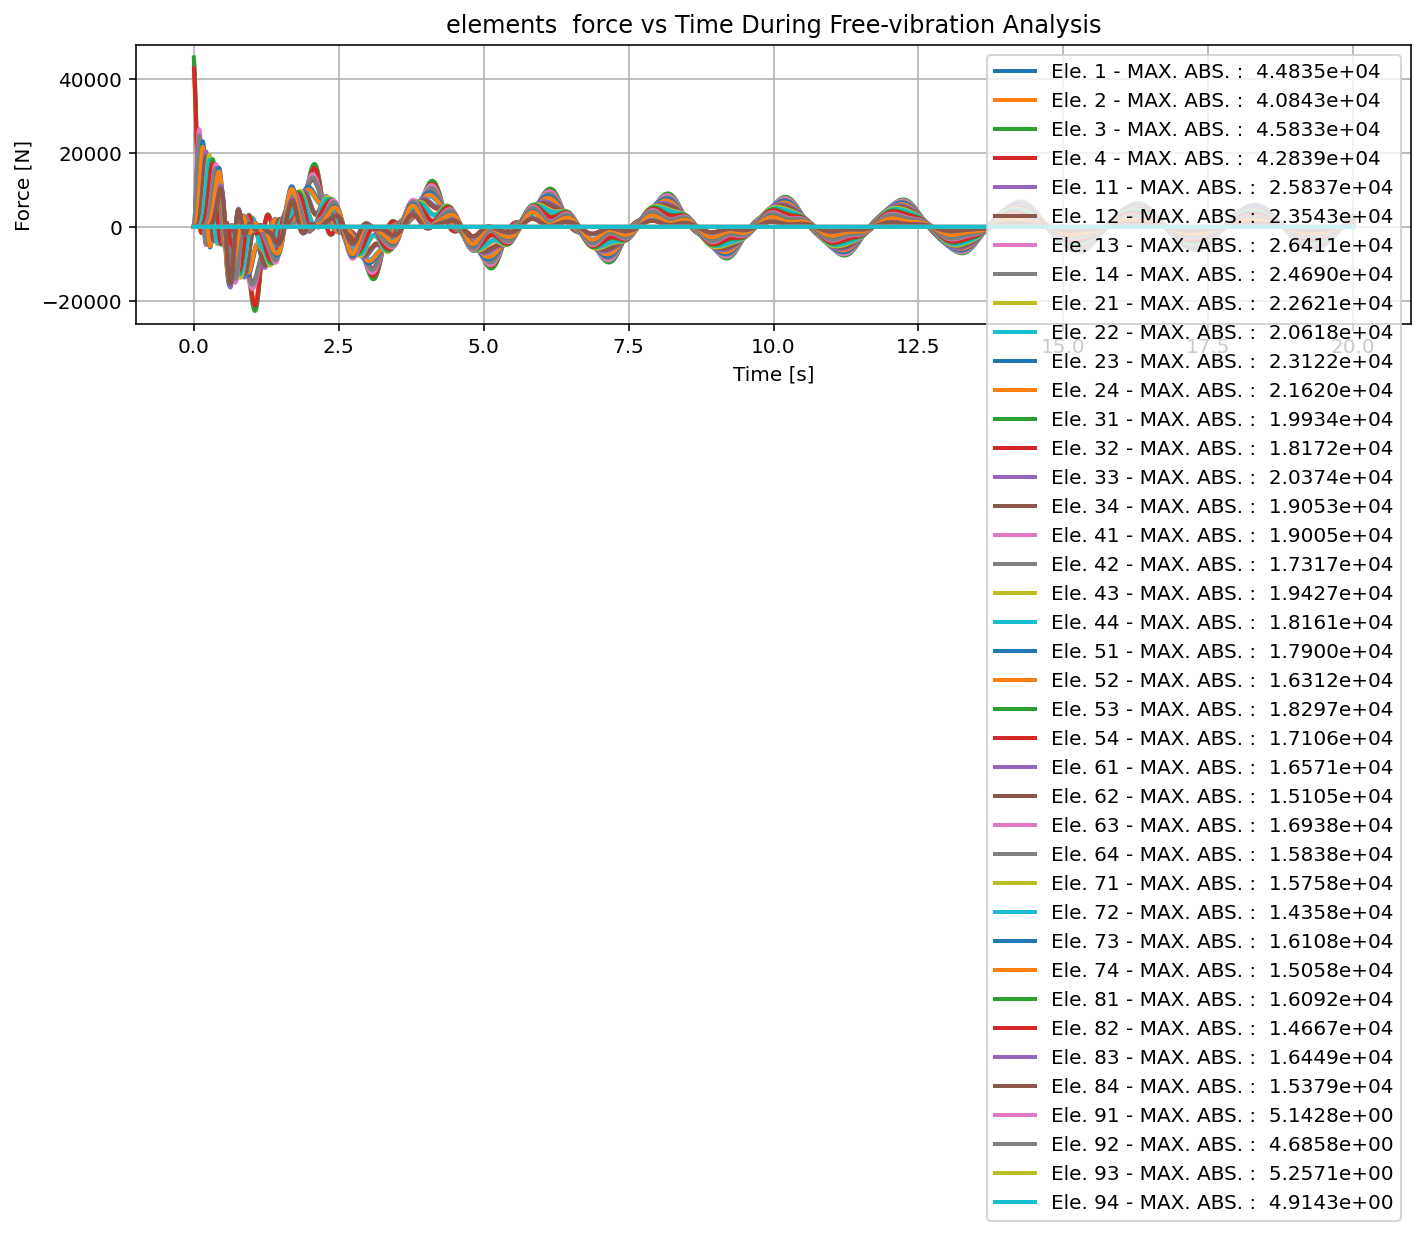 elements  force vs Time During Free-vibration Analysis
Force [N]
40000
20000
0
−20000
0.0 2.5 5.0 7.5 10.0 12.5 15.0 17.5 20.0
Time [s]
Ele. 1 - MAX. ABS. :  4.4835e+04
Ele. 2 - MAX. ABS. :  4.0843e+04
Ele. 3 - MAX. ABS. :  4.5833e+04
Ele. 4 - MAX. ABS. :  4.2839e+04
Ele. 11 - MAX. ABS. :  2.5837e+04
Ele. 12 - MAX. ABS. :  2.3543e+04
Ele. 13 - MAX. ABS. :  2.6411e+04
Ele. 14 - MAX. ABS. :  2.4690e+04
Ele. 21 - MAX. ABS. :  2.2621e+04
Ele. 22 - MAX. ABS. :  2.0618e+04
Ele. 23 - MAX. ABS. :  2.3122e+04
Ele. 24 - MAX. ABS. :  2.1620e+04
Ele. 31 - MAX. ABS. :  1.9934e+04
Ele. 32 - MAX. ABS. :  1.8172e+04
Ele. 33 - MAX. ABS. :  2.0374e+04
Ele. 34 - MAX. ABS. :  1.9053e+04
Ele. 41 - MAX. ABS. :  1.9005e+04
Ele. 42 - MAX. ABS. :  1.7317e+04
Ele. 43 - MAX. ABS. :  1.9427e+04
Ele. 44 - MAX. ABS. :  1.8161e+04
Ele. 51 - MAX. ABS. :  1.7900e+04
Ele. 52 - MAX. ABS. :  1.6312e+04
Ele. 53 - MAX. ABS. :  1.8297e+04
Ele. 54 - MAX. ABS. :  1.7106e+04
Ele. 61 - MAX. ABS. :  1.6571e+04
Ele. 62 - MAX. ABS. :  1.5105e+04
Ele. 63 - MAX. ABS. :  1.6938e+04
Ele. 64 - MAX. ABS. :  1.5838e+04
Ele. 71 - MAX. ABS. :  1.5758e+04
Ele. 72 - MAX. ABS. :  1.4358e+04
Ele. 73 - MAX. ABS. :  1.6108e+04
Ele. 74 - MAX. ABS. :  1.5058e+04
Ele. 81 - MAX. ABS. :  1.6092e+04
Ele. 82 - MAX. ABS. :  1.4667e+04
Ele. 83 - MAX. ABS. :  1.6449e+04
Ele. 84 - MAX. ABS. :  1.5379e+04
Ele. 91 - MAX. ABS. :  5.1428e+00
Ele. 92 - MAX. ABS. :  4.6858e+00
Ele. 93 - MAX. ABS. :  5.2571e+00
Ele. 94 - MAX. ABS. :  4.9143e+00